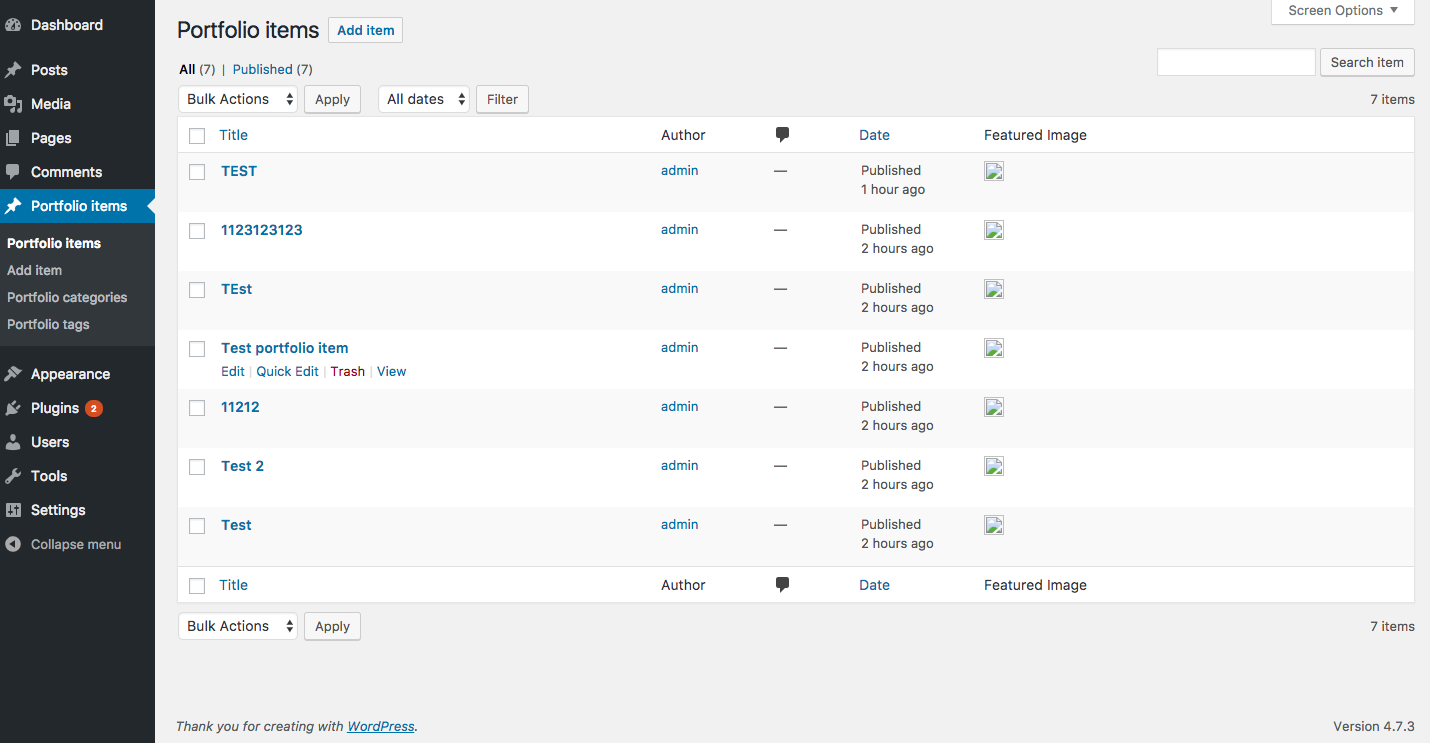 Dashboard
Posts
Media
Pages
Comments
Portfolio items
Portfolio items
Add item
Portfolio categories
Portfolio tags
Appearance
Plugins 2
Users
Tools
Settings
Collapse menu
Screen Options
Portfolio items Add item
All (7) | Published (7)
Search item
Bulk Actions Apply All dates Filter 7 items
Title Author Date Featured Image
TEST admin — Published
1 hour ago
1123123123 admin — Published
2 hours ago
TEst admin — Published
2 hours ago
Test portfolio item admin — Published
Edit | Quick Edit | Trash | View 2 hours ago
11212 admin — Published
2 hours ago
Test 2 admin — Published
2 hours ago
Test admin — Published
2 hours ago
Title Author Date Featured Image
Bulk Actions Apply 7 items
Thank you for creating with WordPress. Version 4.7.3